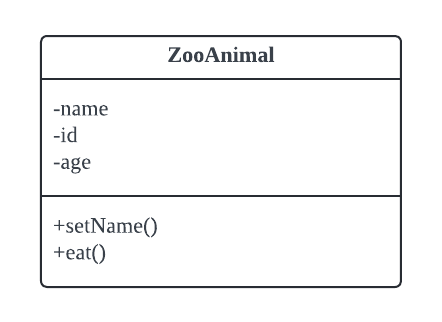 ZooAnimal
-name
-id
-age
+setName()
+eat()